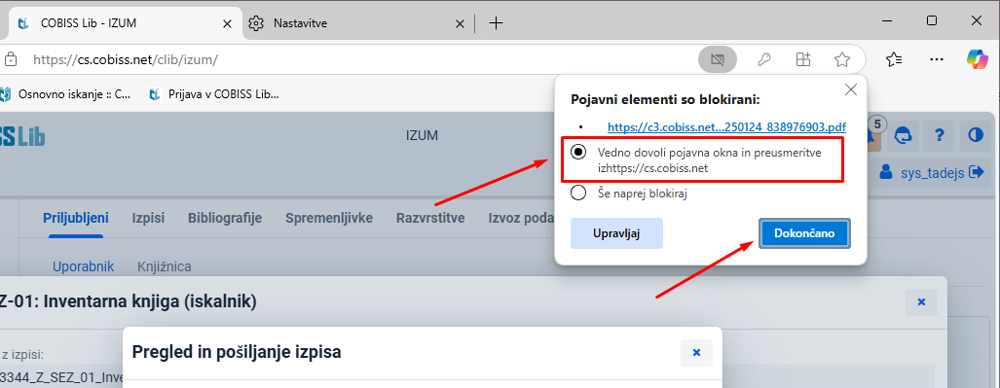 COBISS Lib - IZUM
Nastavitve
https://cs.cobiss.net/clib/izum/
Osnovno iskanje :: C...
Prijava v COBISS Lib...
Pojavni elementi so blokirani:
https://c3.cobiss.net...250124_838976903.pdf
Vedno dovoli pojavna okna in preusmeritve
izhttps://cs.cobiss.net
Še naprej blokiraj
Upravljaj
Dokončano
SS Lib
IZUM
5
?
sys_tadejs
Priljubljeni
Izpisi
Bibliografije
Spremenljivke
Razvrstitve
Izvoz poda
Uporabnik
Knjižnica
Z-01: Inventarna knjiga (iskalnik)
z izpisi:
3344_Z_SEZ_01_Inve
Pregled in pošiljanje izpisa